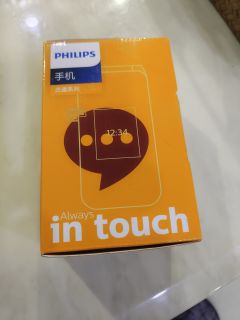 PHILIPS
手机
12:34
Always
in touch